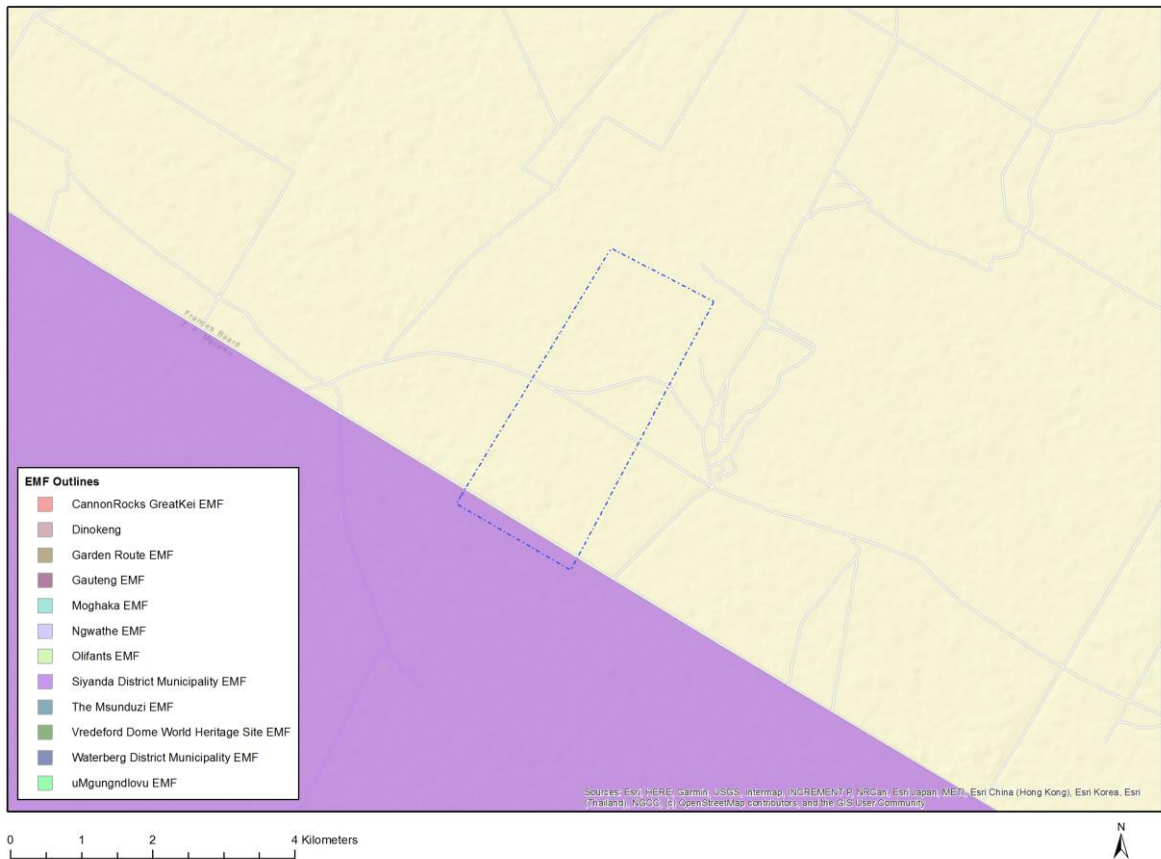 Frances Baard
EMF Outlines
CannonRocks GreatKei EMF
Dinokeng
Garden Route EMF
Gauteng EMF
Moghaka EMF
Ngwathe EMF
Olifants EMF
Siyanda District Municipality EMF
The Msunduzi EMF
Vredeford Dome World Heritage Site EMF
Waterberg District Municipality EMF
uMgungndlovu EMF
Sources: Esri, HERE, Garmin, USGS, Intermap, INCREMENT P, NRCan, Esri Japan, METI, Esri China (Hong Kong), Esri Korea, Esri
(Thailand), NGCC, (c) OpenStreetMap contributors, and the GIS User Community
0 1 2 4 Kilometers
N